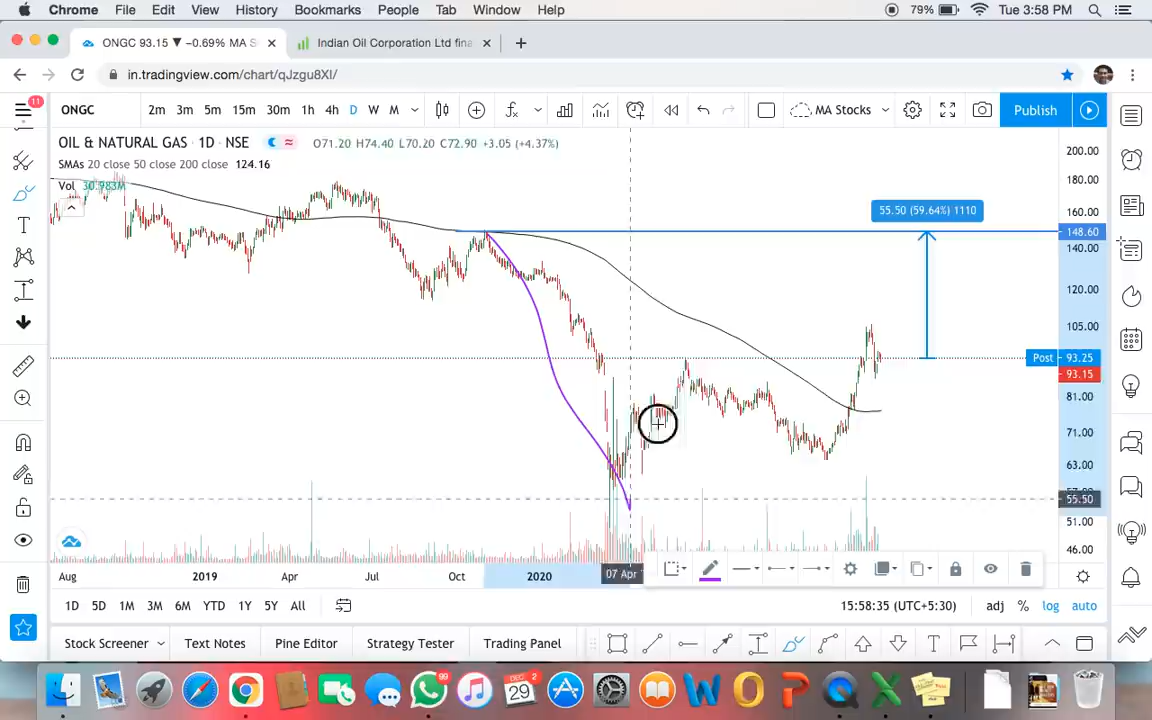 Chrome File Edit View History Bookmarks People Tab Window Help 79% Tue 3:58 PM
ONGC 93.15 ▼ −0.69% MA S Indian Oil Corporation Ltd fina
in.tradingview.com/chart/qJzgu8XI/
11 ONGC 2m 3m 5m 15m 30m 1h 4h D W M MA Stocks Publish
OIL & NATURAL GAS · 1D · NSE O71.20 H74.40 L70.20 C72.90 +3.05 (+4.37%)
SMAs 20 close 50 close 200 close 124.16
Vol 30.983M
200.00
180.00
55.50 (59.64%) 1110
160.00
148.60
140.00
120.00
105.00
Post 93.25
93.15
81.00
71.00
63.00
55.50
51.00
46.00
Aug 2019 Apr Jul Oct 2020 07 Apr
1D 5D 1M 3M 6M YTD 1Y 5Y All 15:58:35 (UTC+5:30) adj % log auto
Stock Screener Text Notes Pine Editor Strategy Tester Trading Panel
99 DEC 29 2